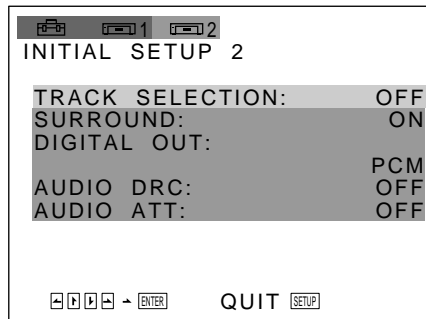 1 2
INITIAL SETUP 2
TRACK SELECTION: OFF
SURROUND: ON
DIGITAL OUT:
PCM
AUDIO DRC: OFF
AUDIO ATT: OFF
ENTER QUIT SETUP